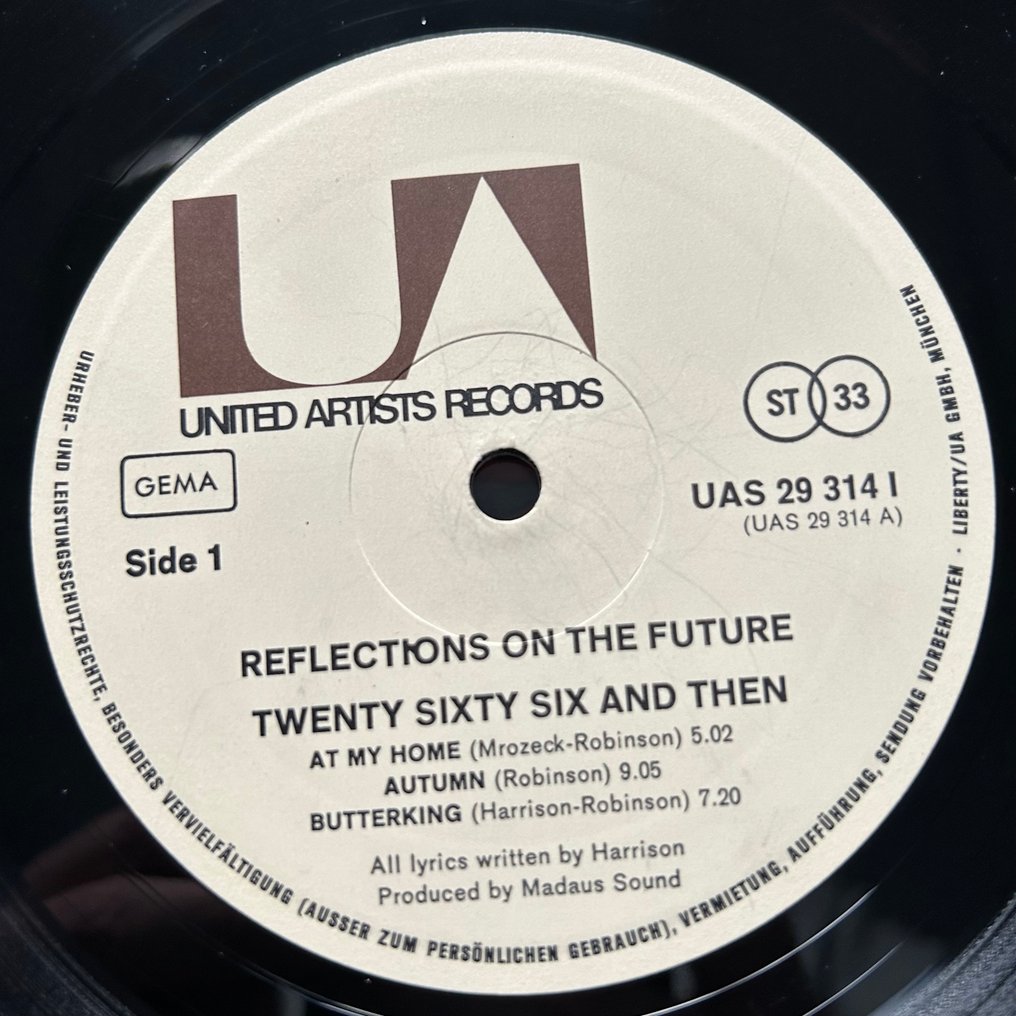 UA
UNITED ARTISTS RECORDS
ST 33
GEMA
UAS 29 314 I
(UAS 29 314 A)
Side 1
REFLECTIONS ON THE FUTURE
TWENTY SIXTY SIX AND THEN
AT MY HOME (Mrozeck-Robinson) 5.02
AUTUMN (Robinson) 9.05
BUTTERKING (Harrison-Robinson) 7.20
All lyrics written by Harrison
Produced by Madaus Sound
URHEBER- UND LEISTUNGSSCHUTZRECHTE, BESONDERS VERVIELFÄLTIGUNG (AUSSER ZUM PERSÖNLICHEN GEBRAUCH), VERMIETUNG, AUFFÜHRUNG, SENDUNG VORBEHALTEN · LIBERTY/UA GMBH, MÜNCHEN